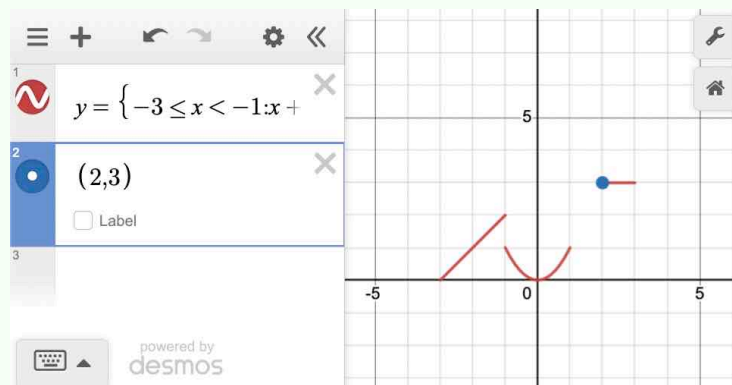 1
y = {−3 ≤ x < −1:x +
2
(2,3)
Label
3
powered by
desmos
5
-5
0
5